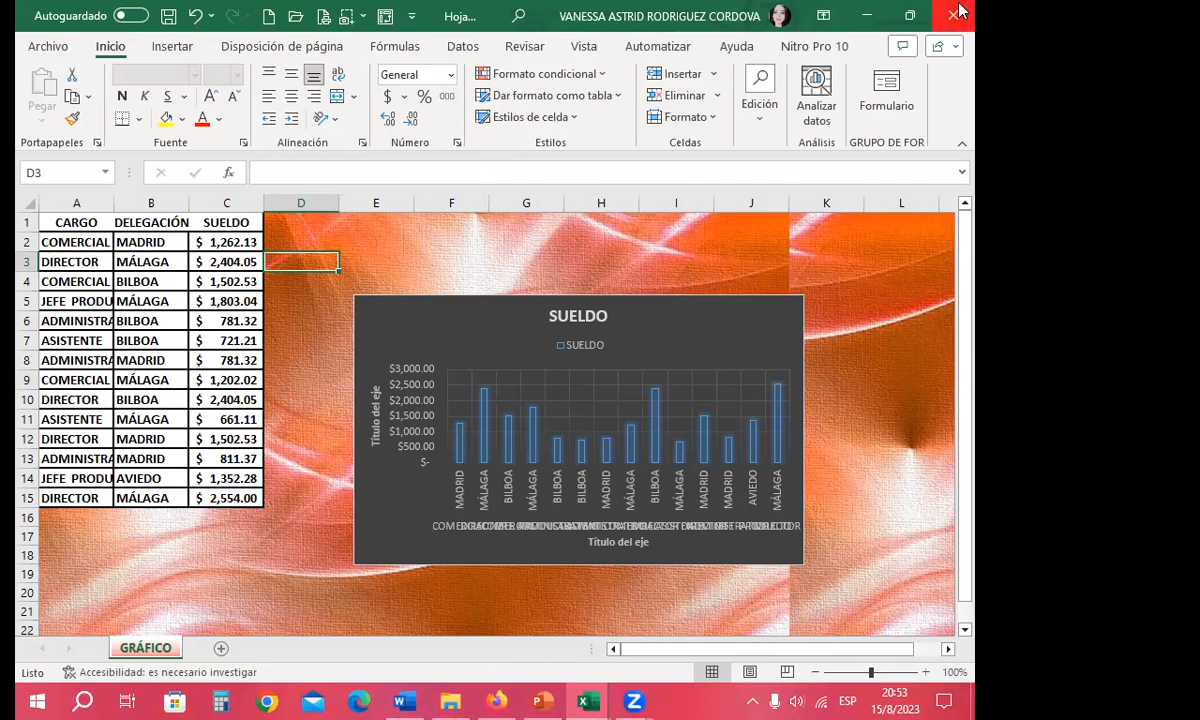 Autoguardado
Hoja...
VANESSA ASTRID RODRIGUEZ CORDOVA
Archivo Inicio Insertar Disposición de página Fórmulas Datos Revisar Vista Automatizar Ayuda Nitro Pro 10
Pegar
N K S A A
General
$ % 000
Formato condicional
Dar formato como tabla
Estilos de celda
Insertar
Eliminar
Formato
Edición
Analizar
datos
Formulario
Portapapeles Fuente Alineación Número Estilos Celdas Análisis GRUPO DE FOR
D3 fx
A B C D E F G H I J K L
1 CARGO DELEGACIÓN SUELDO
2 COMERCIAL MADRID $ 1,262.13
3 DIRECTOR MÁLAGA $ 2,404.05
4 COMERCIAL BILBOA $ 1,502.53
5 JEFE PRODU MÁLAGA $ 1,803.04
6 ADMINISTRA BILBOA $ 781.32
7 ASISTENTE BILBOA $ 721.21
8 ADMINISTRA MADRID $ 781.32
9 COMERCIAL MÁLAGA $ 1,202.02
10 DIRECTOR BILBOA $ 2,404.05
11 ASISTENTE MÁLAGA $ 661.11
12 DIRECTOR MADRID $ 1,502.53
13 ADMINISTRA MADRID $ 811.37
14 JEFE PRODU AVIEDO $ 1,352.28
15 DIRECTOR MÁLAGA $ 2,554.00
16
17
18
19
20
21
22
SUELDO
SUELDO
Título del eje
$3,000.00
$2,500.00
$2,000.00
$1,500.00
$1,000.00
$500.00
$-
MADRID
MÁLAGA
BILBOA
MÁLAGA
BILBOA
BILBOA
MADRID
MÁLAGA
BILBOA
MÁLAGA
MADRID
MADRID
AVIEDO
MÁLAGA
Título del eje
GRÁFICO
Listo Accesibilidad: es necesario investigar 100%
ESP
20:53
15/8/2023